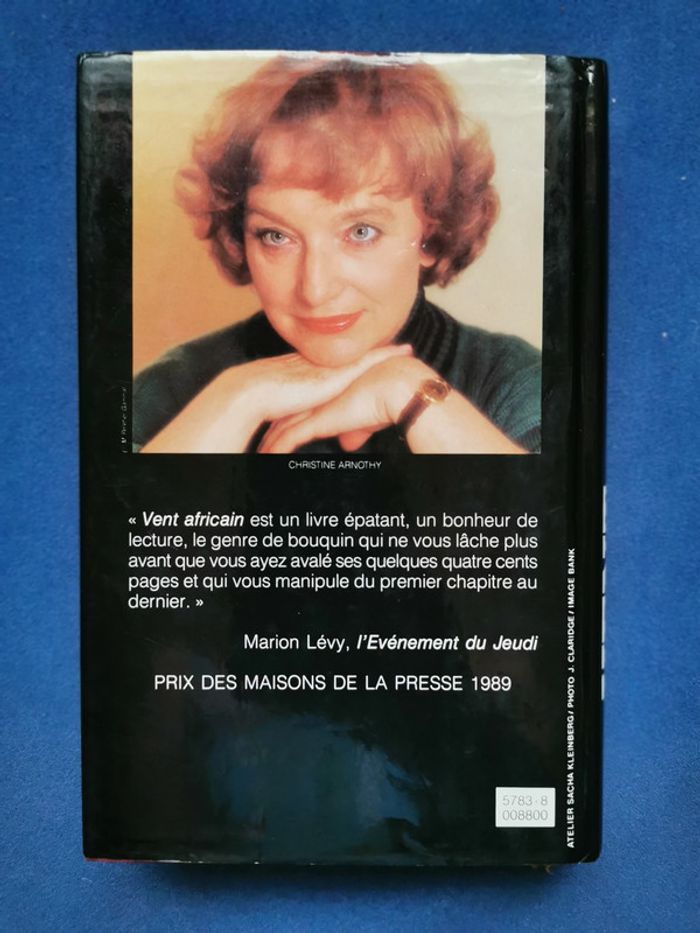 CHRISTINE ARNOTHY
« Vent africain est un livre épatant, un bonheur de
lecture, le genre de bouquin qui ne vous lâche plus
avant que vous ayez avalé ses quelques quatre cents
pages et qui vous manipule du premier chapitre au
dernier. »
Marion Lévy, l'Evénement du Jeudi
PRIX DES MAISONS DE LA PRESSE 1989
5783-8
008800
ATELIER SACHA KLEINBERG / PHOTO J. CLARIDGE / IMAGE BANK